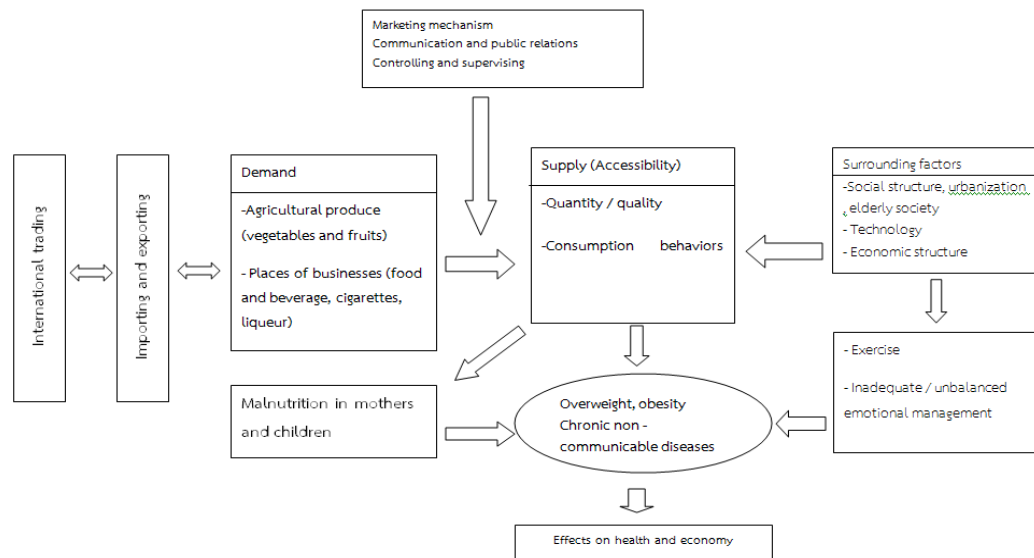 Marketing mechanism
Communication and public relations
Controlling and supervising
International trading
Importing and exporting
Demand
-Agricultural produce
(vegetables and fruits)
- Places of businesses (food
and beverage, cigarettes,
liqueur)
Supply (Accessibility)
-Quantity / quality
-Consumption behaviors
Surrounding factors
-Social structure, urbanization
, elderly society
- Technology
- Economic structure
- Exercise
- Inadequate / unbalanced
emotional management
Malnutrition in mothers
and children
Overweight, obesity
Chronic non -
communicable diseases
Effects on health and economy